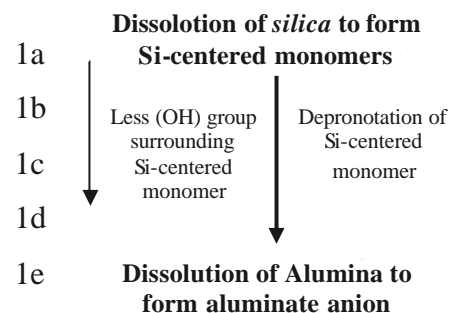 Dissolotion of silica to form
Si-centered monomers
1a
1b
1c
1d
1e
Less (OH) group
surrounding
Si-centered
monomer
Depronotation of
Si-centered
monomer
Dissolution of Alumina to
form aluminate anion